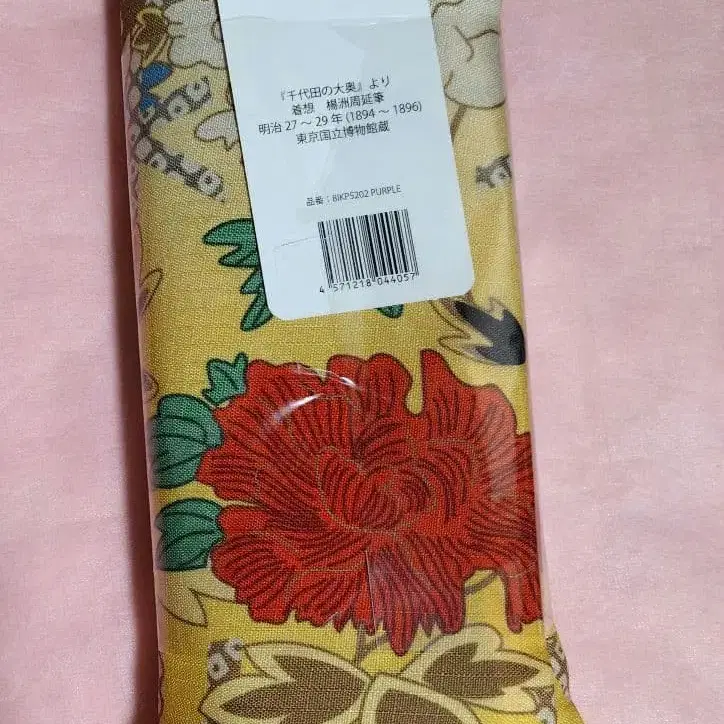 『千代田の大奥』より
着想　楊洲周延筆
明治 27 ～ 29 年 (1894 ～ 1896)
東京国立博物館蔵
品番：BIKP5202 PURPLE
4 571218 044057